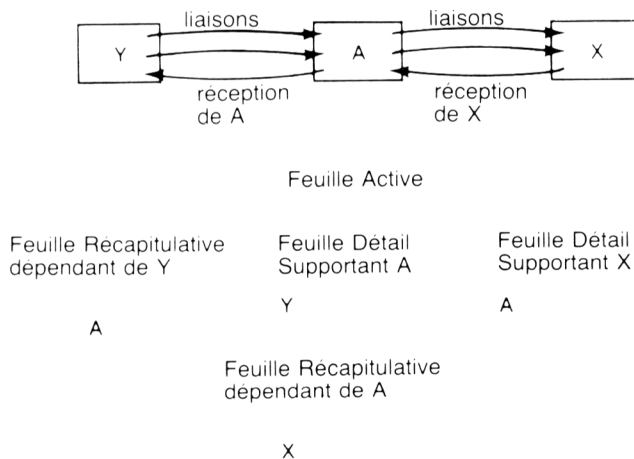 liaisons
liaisons
Y
A
X
réception
de A
réception
de X
Feuille Active
Feuille Récapitulative
dépendant de Y
A
Feuille Détail
Supportant A
Y
Feuille Détail
Supportant X
A
Feuille Récapitulative
dépendant de A
X